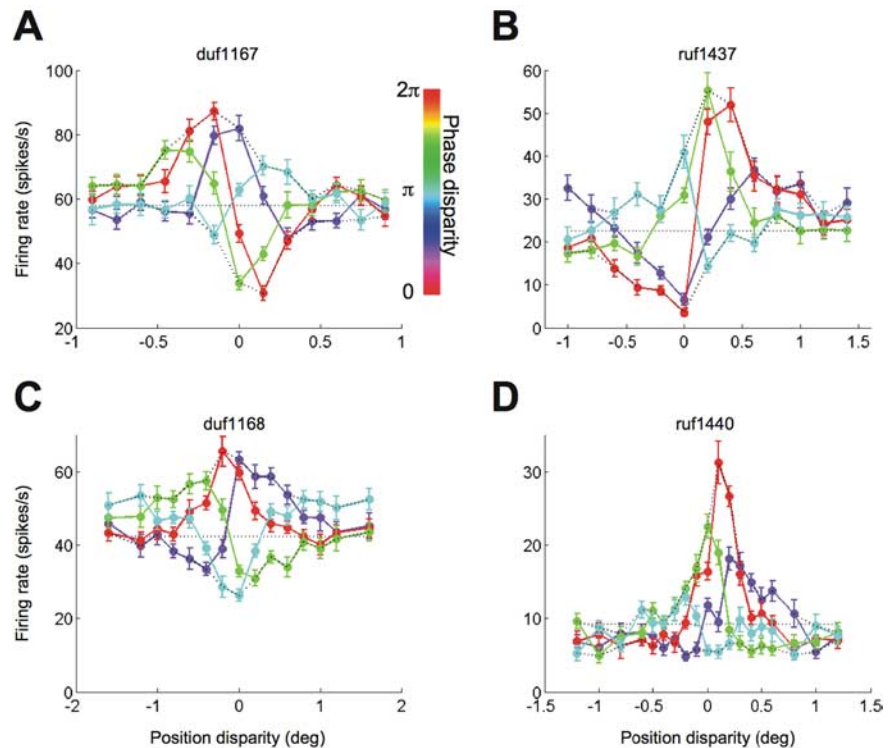 A
duf1167
Firing rate (spikes/s)
100
80
60
40
20
-1
-0.5
0
0.5
1
2π
π
0
Phase disparity
B
ruf1437
60
50
40
30
20
10
0
-1
-0.5
0
0.5
1
1.5
C
duf1168
Firing rate (spikes/s)
60
40
20
0
-2
-1
0
1
2
Position disparity (deg)
D
ruf1440
30
20
10
0
-1.5
-1
-0.5
0
0.5
1
1.5
Position disparity (deg)